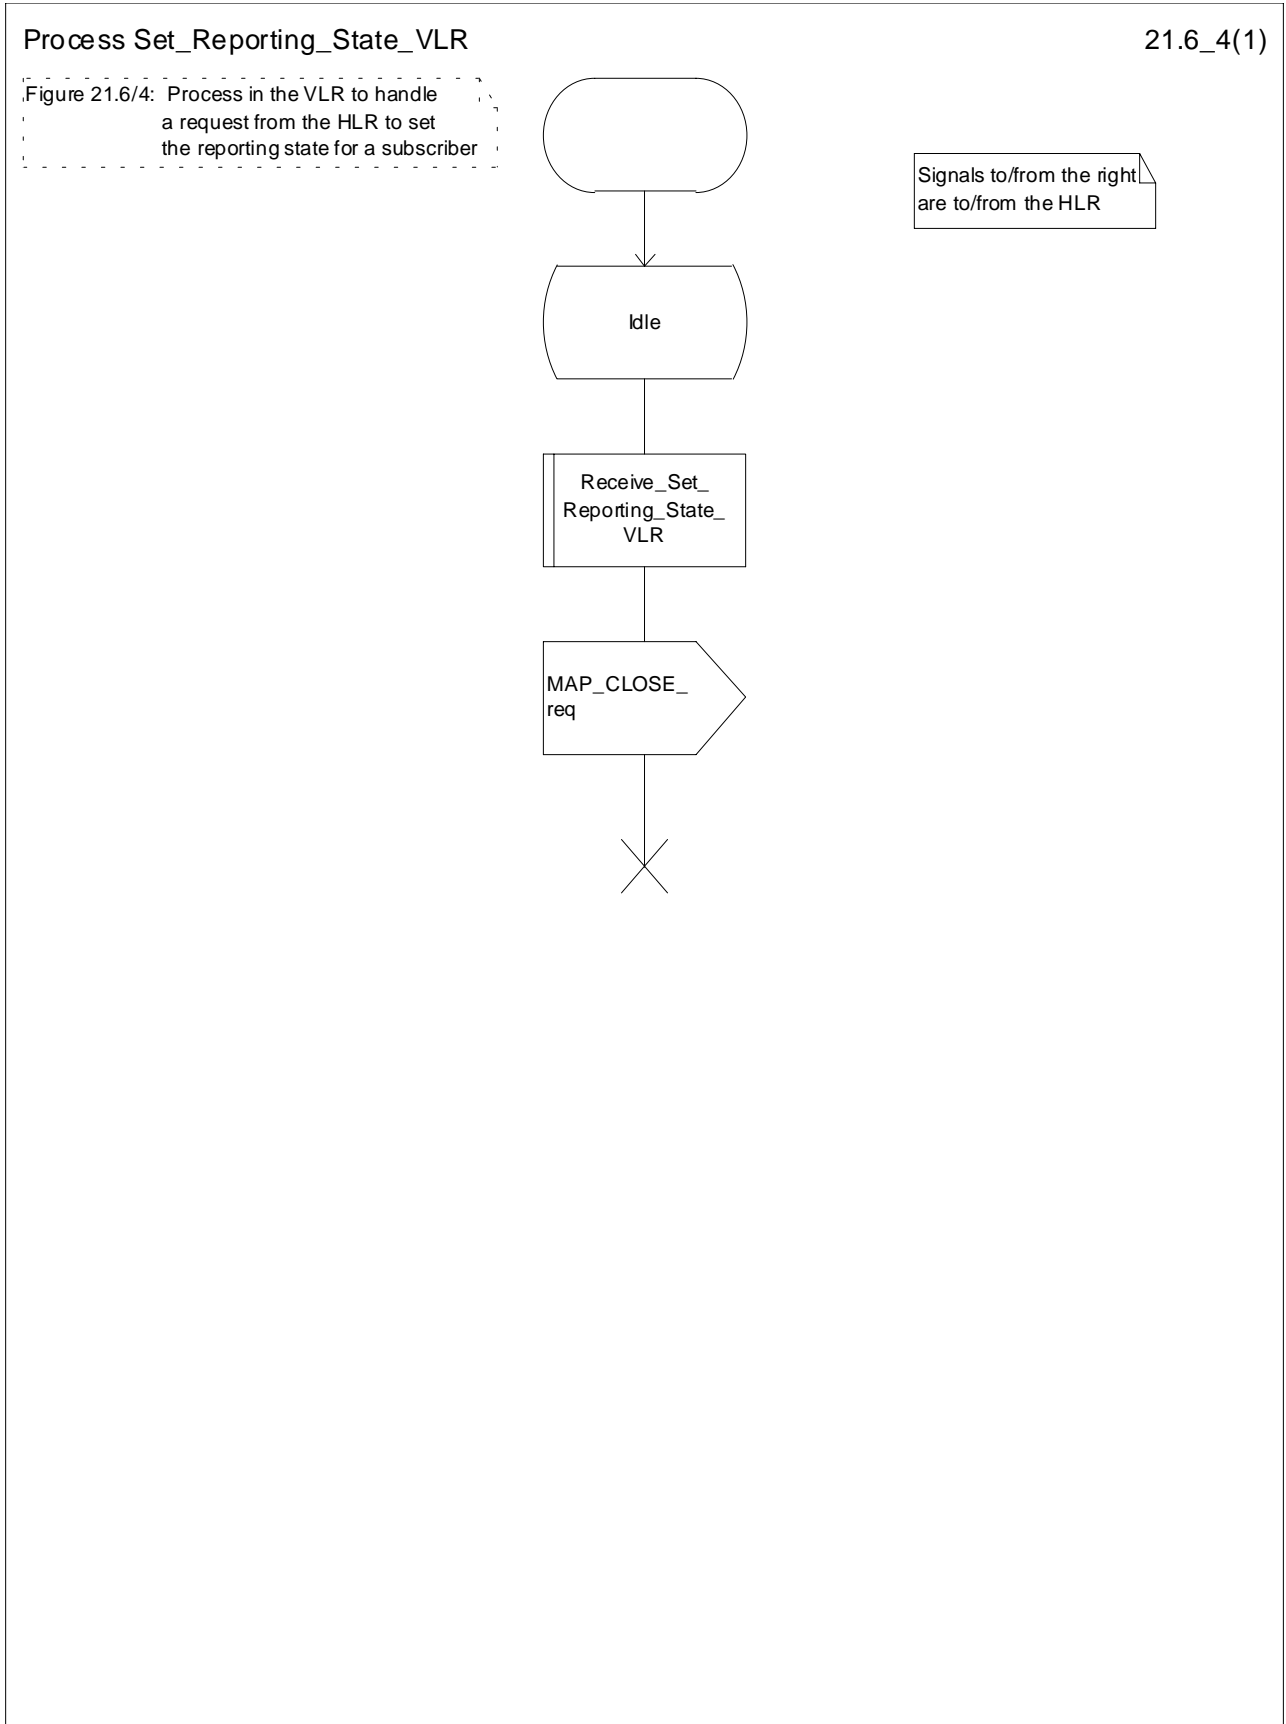 Process Set_Reporting_State_VLR
21.6_4(1)
Figure 21.6/4: Process in the VLR to handle
a request from the HLR to set
the reporting state for a subscriber
Signals to/from the right
are to/from the HLR
Idle
Receive_Set_
Reporting_State_
VLR
MAP_CLOSE_
req